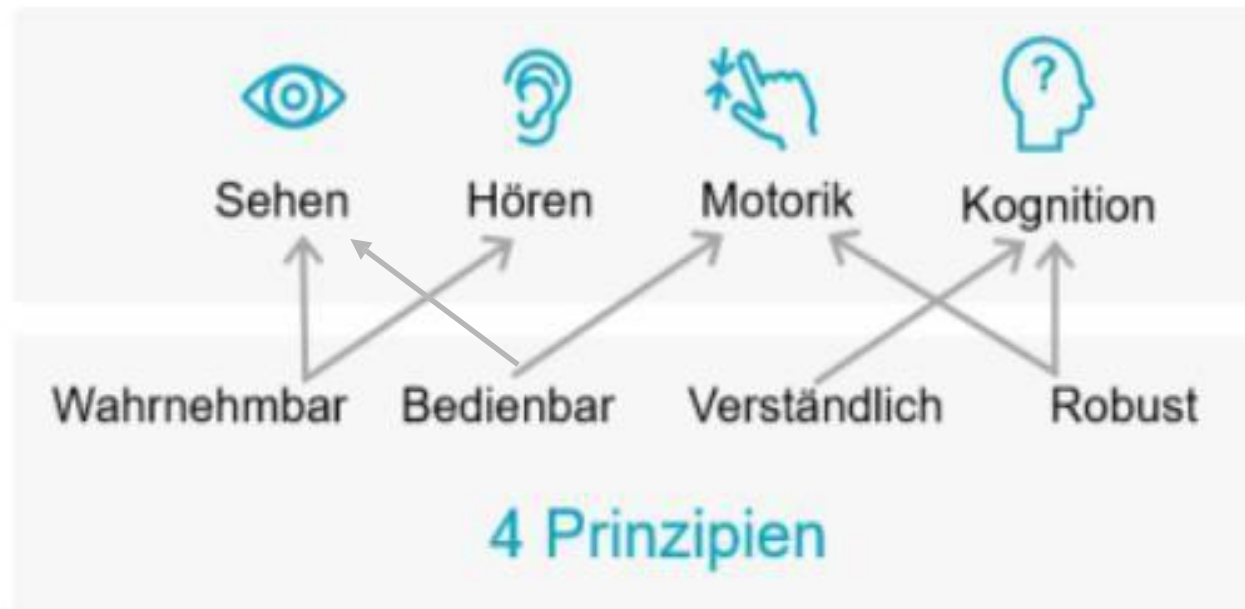 ?
Sehen Hören Motorik Kognition
Wahrnehmbar Bedienbar Verständlich Robust
4 Prinzipien